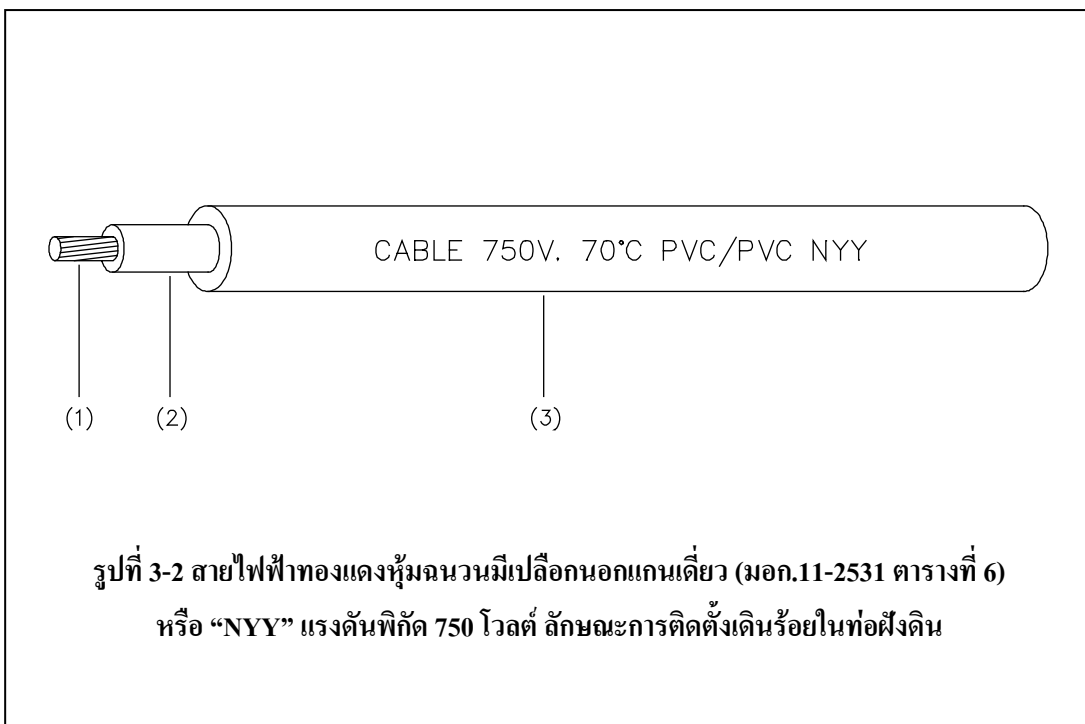 CABLE 750V. 70°C PVC/PVC NYY
(1) (2) (3)
รูปที่ 3-2 สายไฟฟ้าทองแดงหุ้มฉนวนมีเปลือกนอกแกนเดี่ยว (มอก.11-2531 ตารางที่ 6)
หรือ “NYY” แรงดันพิกัด 750 โวลต์ ลักษณะการติดตั้งเดินร้อยในท่อฝังดิน